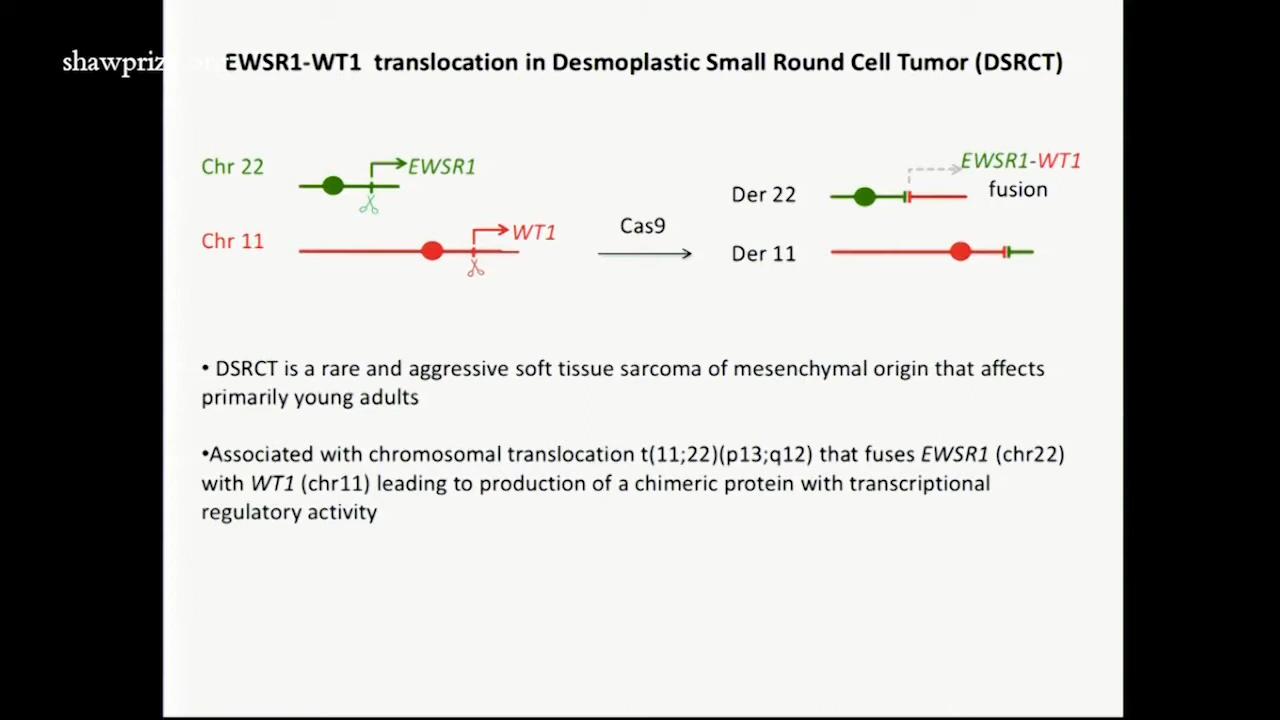 shawprize.org
EWSR1-WT1 translocation in Desmoplastic Small Round Cell Tumor (DSRCT)
Chr 22
EWSR1
Chr 11
WT1
Cas9
Der 22
EWSR1-WT1
fusion
Der 11
• DSRCT is a rare and aggressive soft tissue sarcoma of mesenchymal origin that affects
primarily young adults
•Associated with chromosomal translocation t(11;22)(p13;q12) that fuses EWSR1 (chr22)
with WT1 (chr11) leading to production of a chimeric protein with transcriptional
regulatory activity